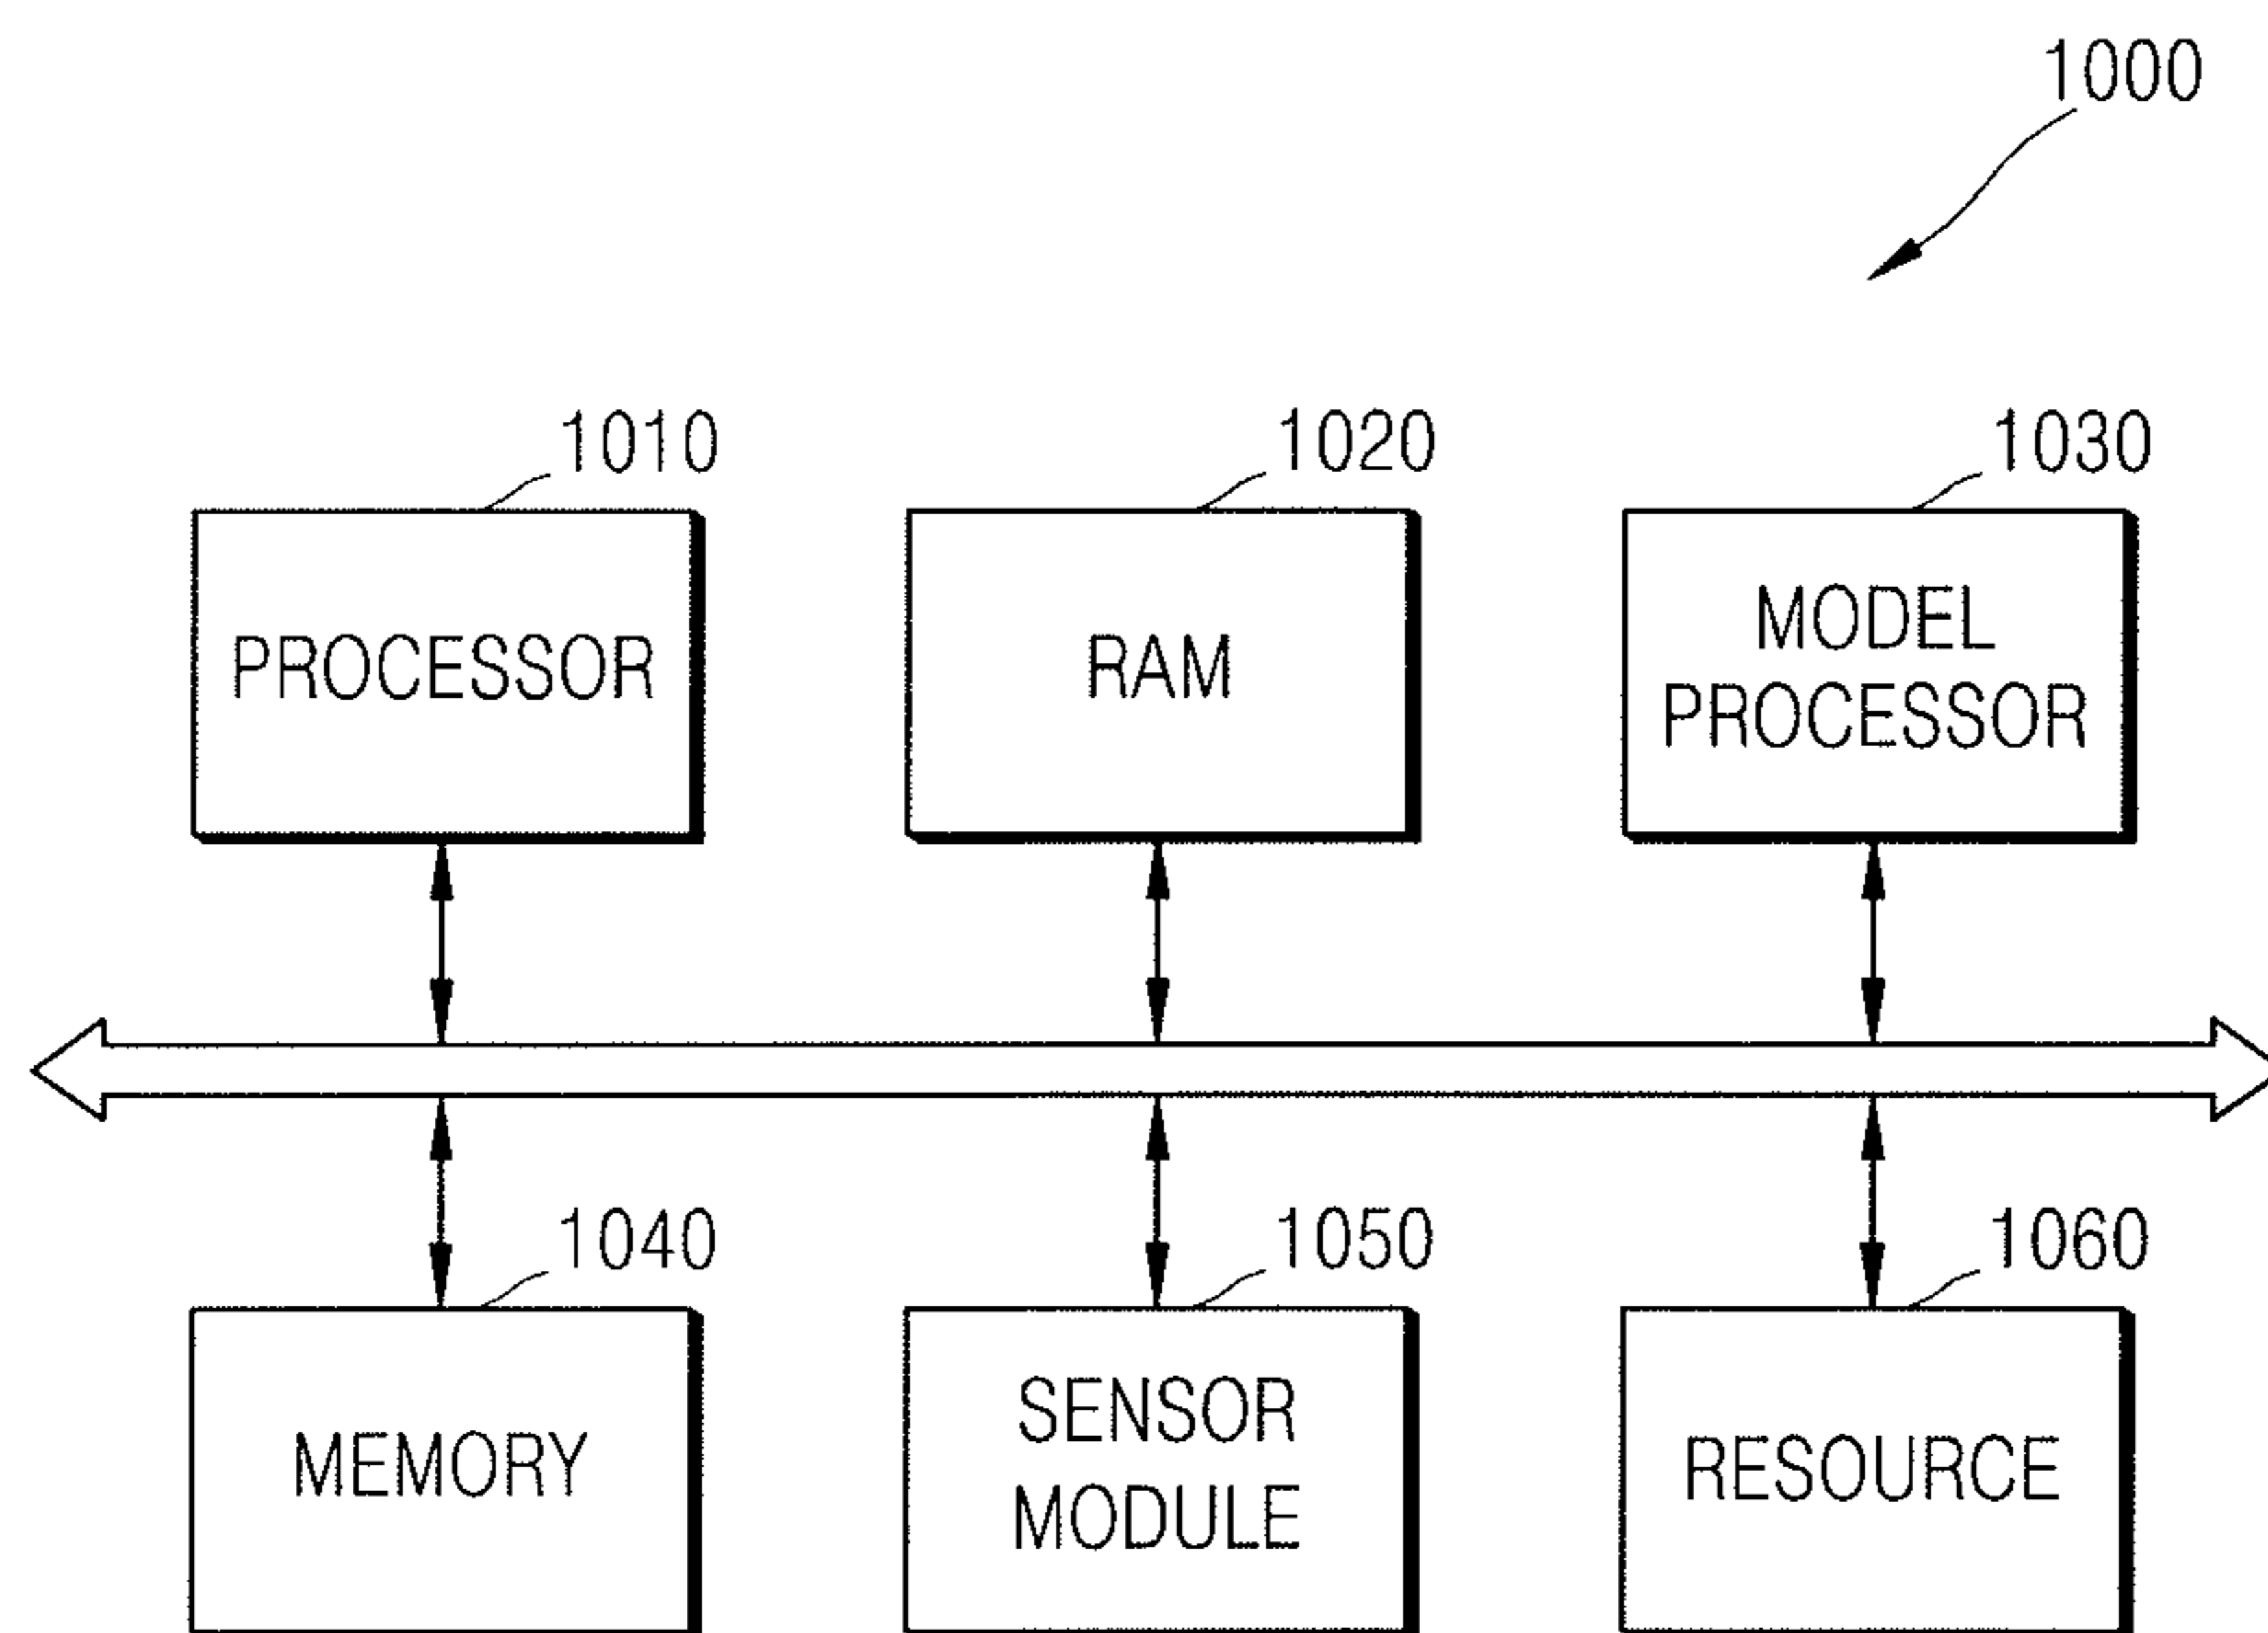 1000
1010
1020
1030
PROCESSOR
RAM
MODEL
PROCESSOR
1040
1050
1060
MEMORY
SENSOR
MODULE
RESOURCE